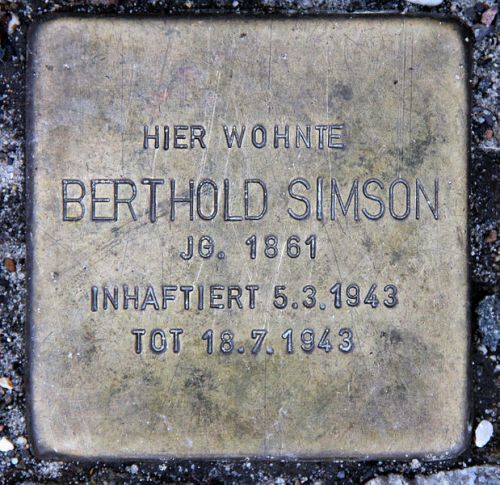 HIER WOHNTE
BERTHOLD SIMSON
JG. 1861
INHAFTIERT 5.3.1943
TOT 18.7.1943